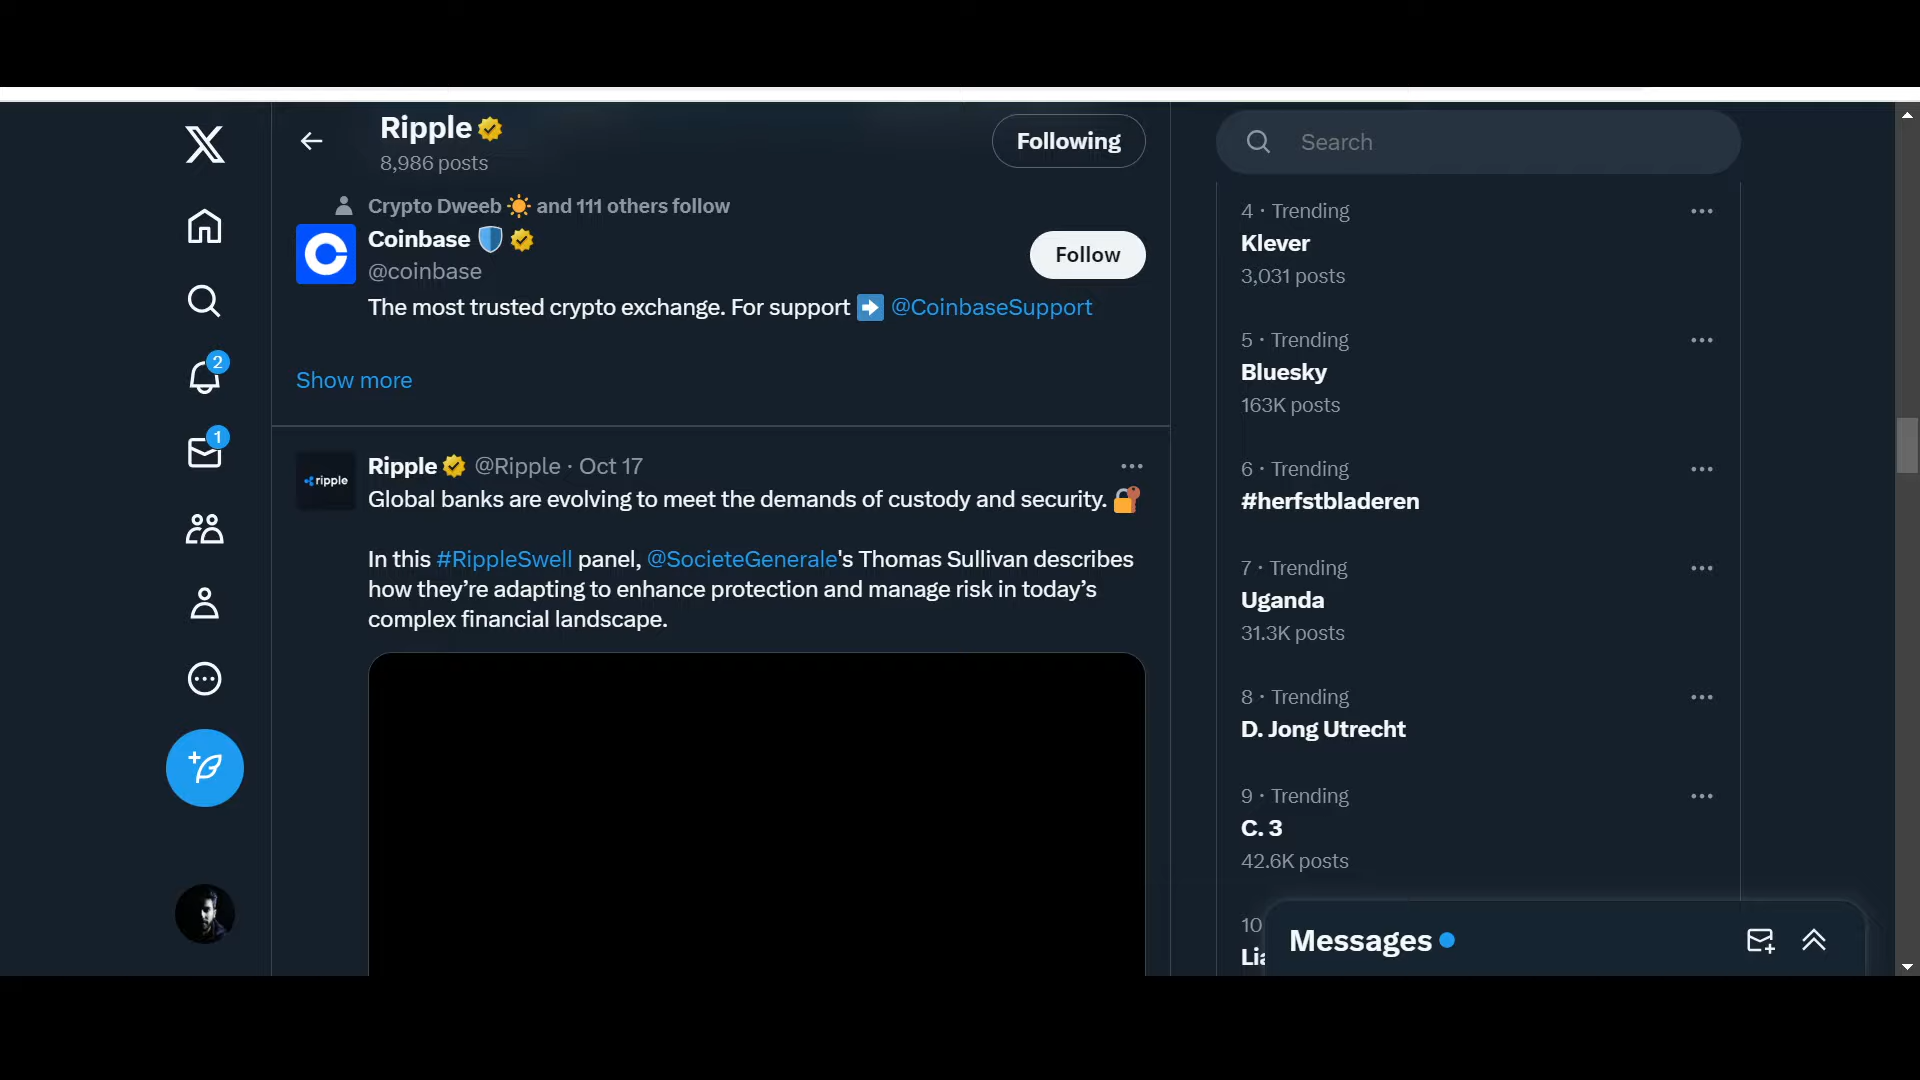 Ripple
8,986 posts
Following
Search
Crypto Dweeb ☀️ and 111 others follow
Coinbase 🛡️
@coinbase
Follow
The most trusted crypto exchange. For support ➡️ @CoinbaseSupport
Show more
ripple
Ripple @Ripple · Oct 17
Global banks are evolving to meet the demands of custody and security. 🔐
In this #RippleSwell panel, @SocieteGenerale's Thomas Sullivan describes
how they’re adapting to enhance protection and manage risk in today’s
complex financial landscape.
2
1
4 · Trending
Klever
3,031 posts
5 · Trending
Bluesky
163K posts
6 · Trending
#herfstbladeren
7 · Trending
Uganda
31.3K posts
8 · Trending
D. Jong Utrecht
9 · Trending
C. 3
42.6K posts
10
Messages